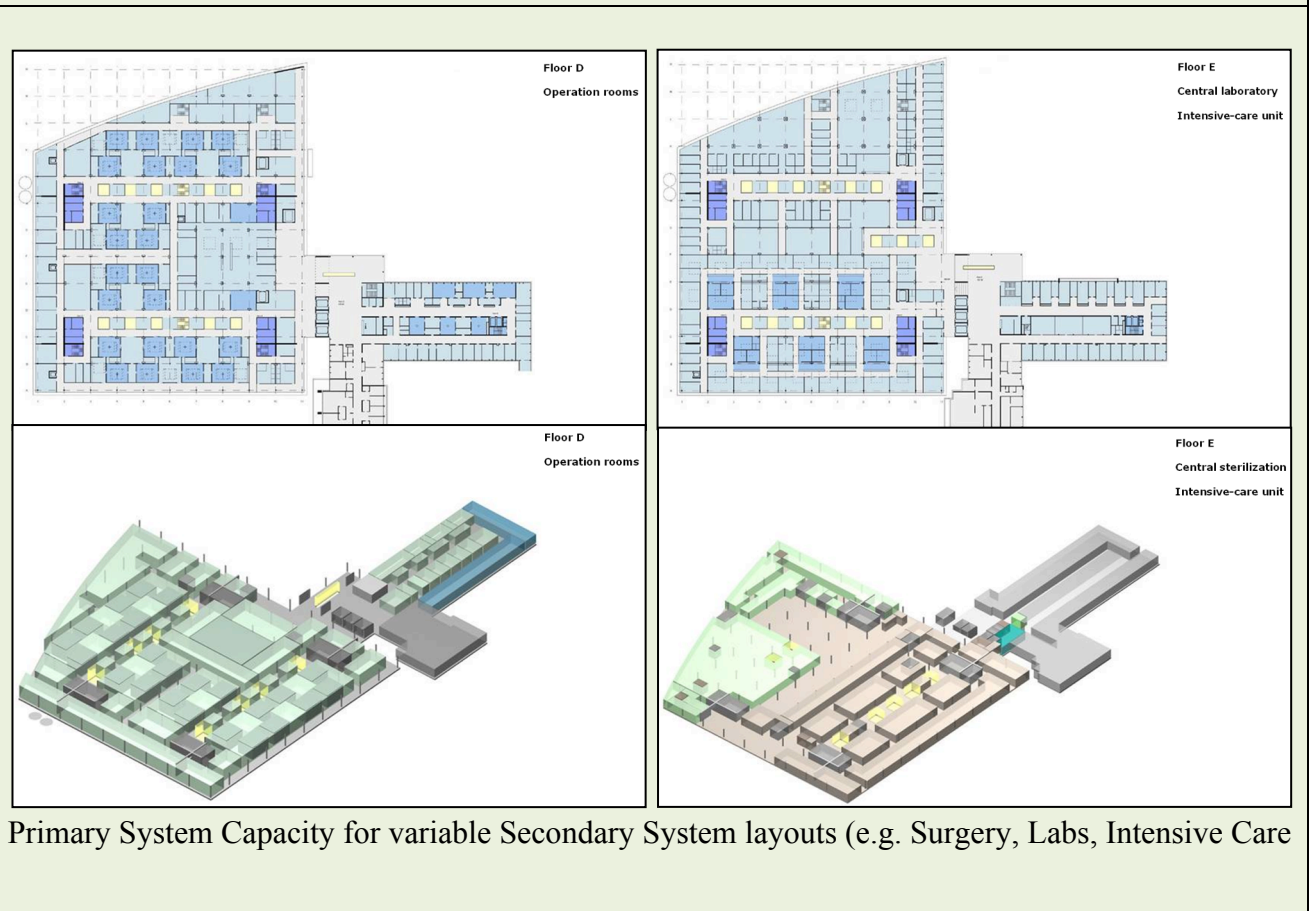 Floor D
Operation rooms
Floor E
Central laboratory
Intensive-care unit
Floor D
Operation rooms
Floor E
Central sterilization
Intensive-care unit
Primary System Capacity for variable Secondary System layouts (e.g. Surgery, Labs, Intensive Care